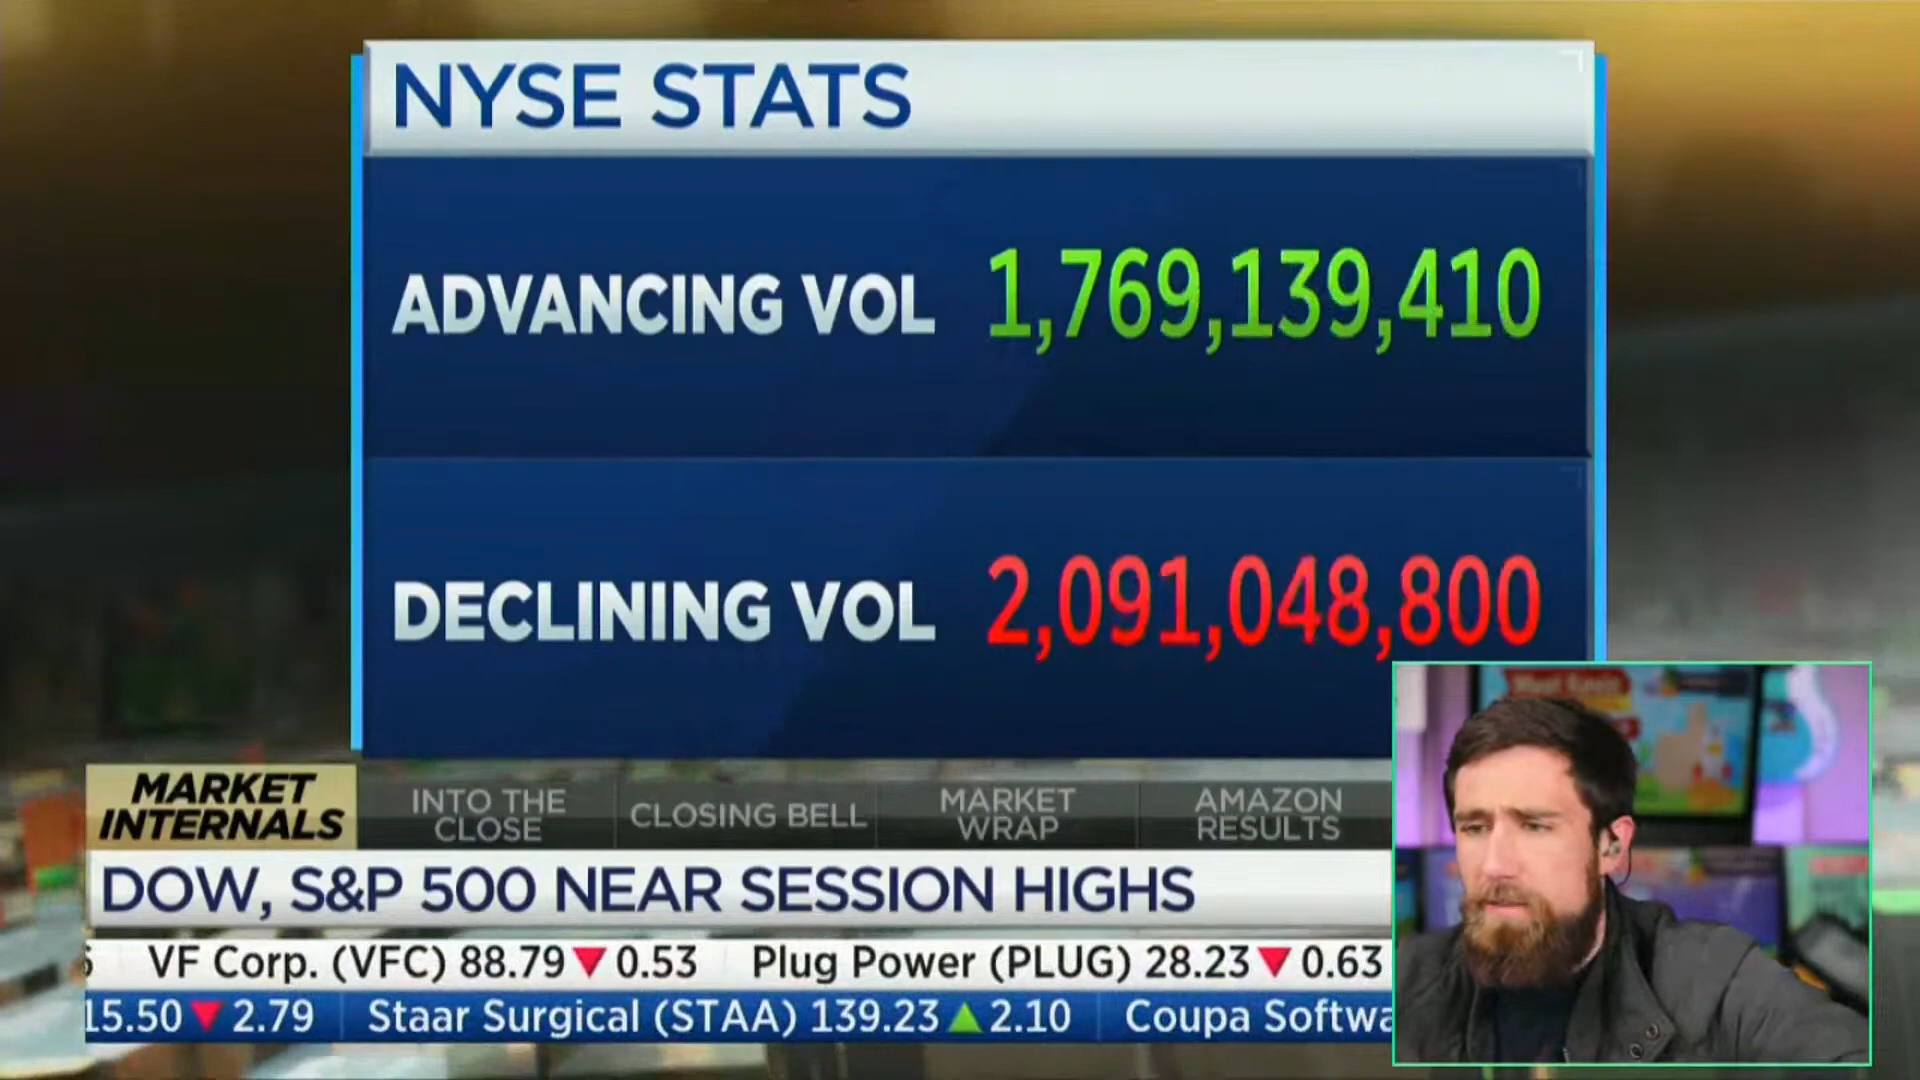 NYSE STATS
ADVANCING VOL 1,769,139,410
DECLINING VOL 2,091,048,800
MARKET INTERNALS
INTO THE CLOSE
CLOSING BELL
MARKET WRAP
AMAZON RESULTS
DOW, S&P 500 NEAR SESSION HIGHS
VF Corp. (VFC) 88.79▼0.53 Plug Power (PLUG) 28.23▼0.63
15.50▼2.79 Staar Surgical (STAA) 139.23▲2.10 Coupa Softwa